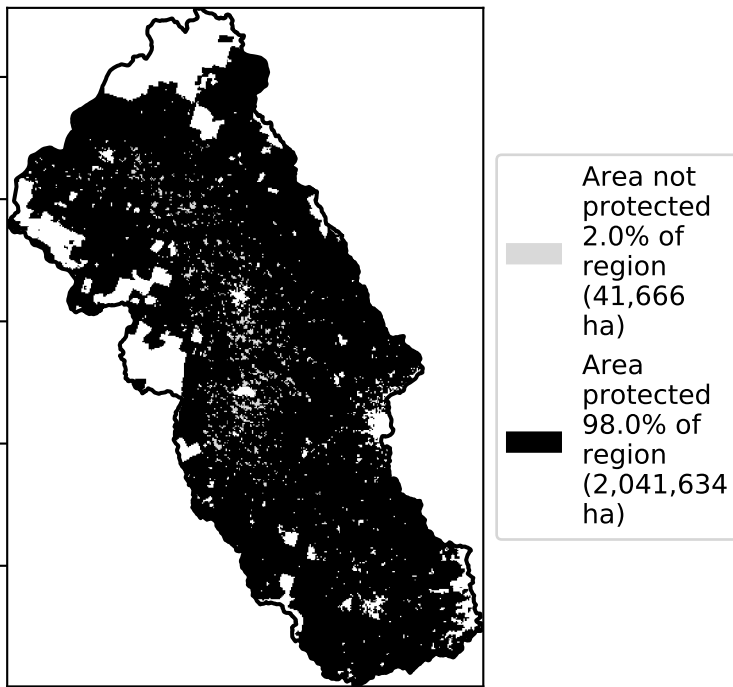 Area not
protected
2.0% of
region
(41,666
ha)
Area
protected
98.0% of
region
(2,041,634
ha)